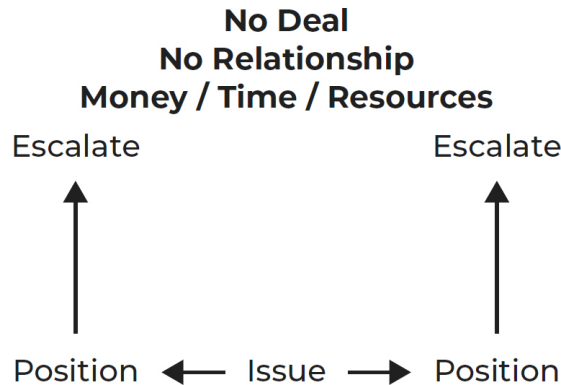 No Deal
No Relationship
Money / Time / Resources
Escalate Escalate
Position Issue Position